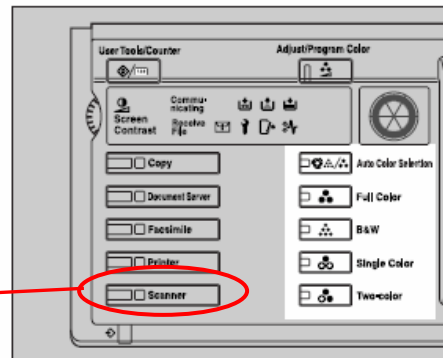 User Tools/Counter
Adjust/Program Color
Screen
Contrast
Commu-
nicating
Receive
File
Copy
Document Server
Facsimile
Printer
Scanner
Auto Color Selection
Full Color
B&W
Single Color
Two-color